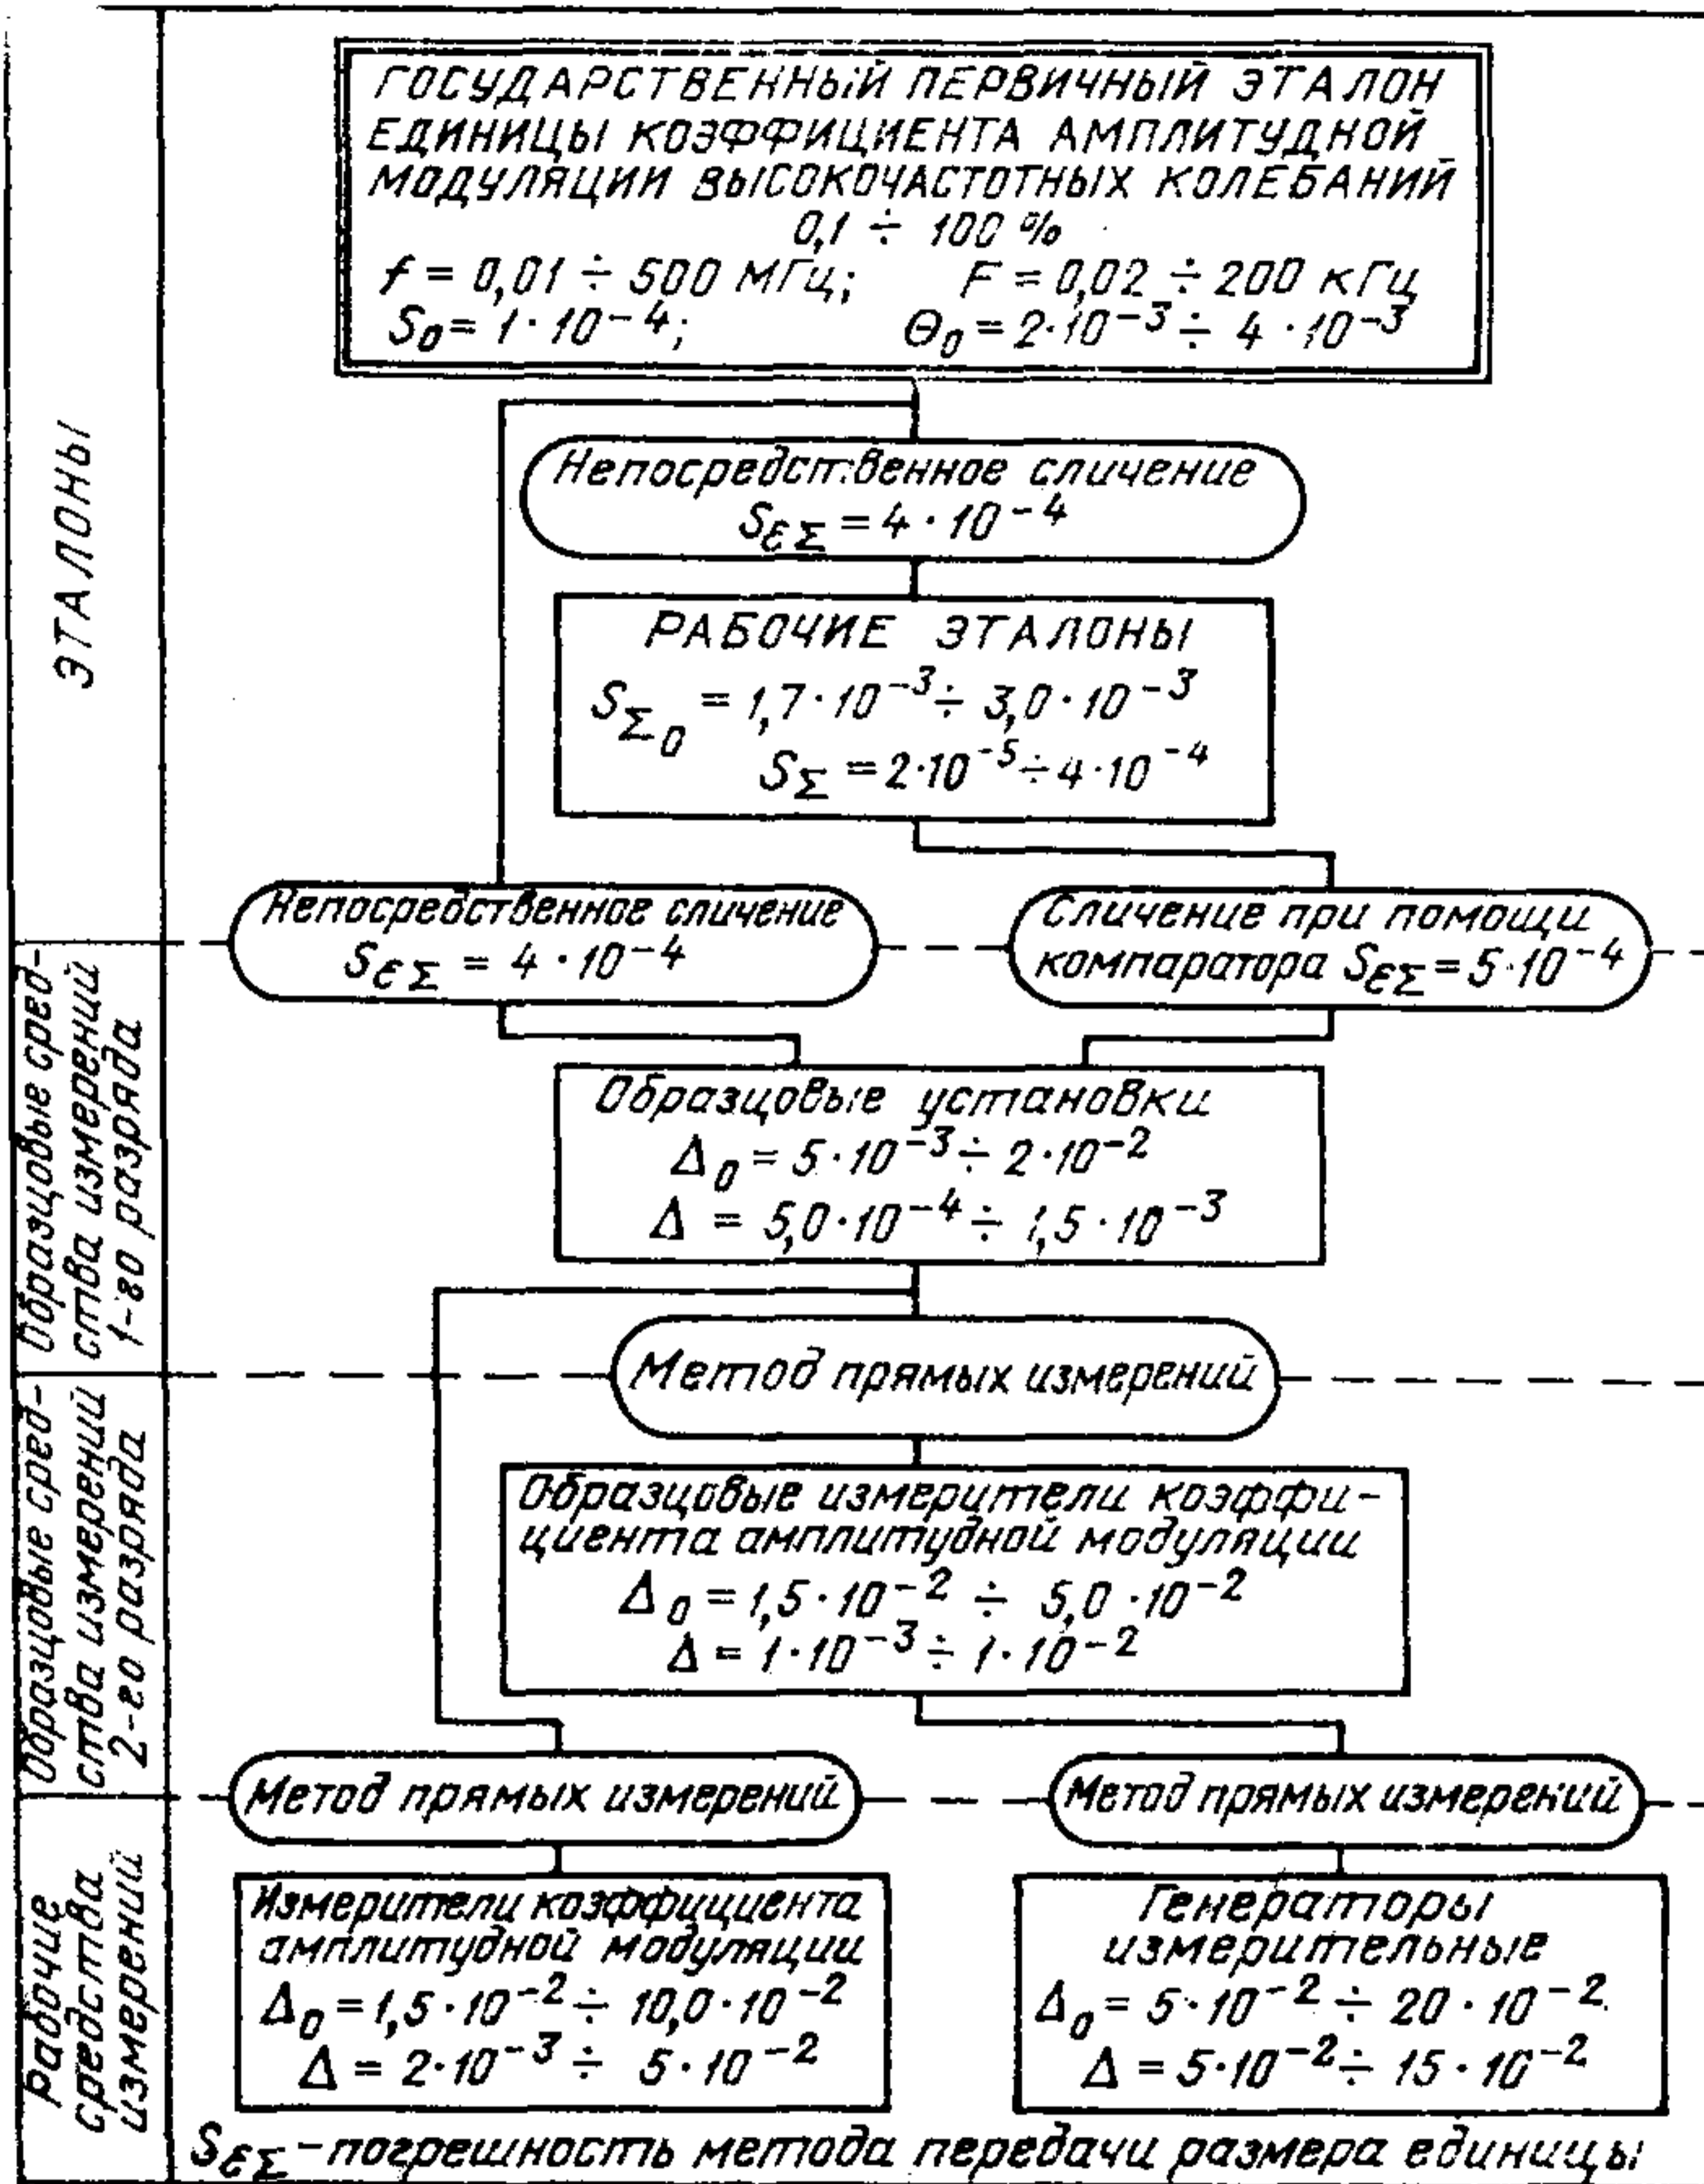 ЭТАЛОНЫ
ГОСУДАРСТВЕННЫЙ ПЕРВИЧНЫЙ ЭТАЛОН
ЕДИНИЦЫ КОЭФФИЦИЕНТА АМПЛИТУДНОЙ
МОДУЛЯЦИИ ВЫСОКОЧАСТОТНЫХ КОЛЕБАНИЙ
0,1 ÷ 100 %
f = 0,01 ÷ 500 МГц; F = 0,02 ÷ 200 кГц
S₀ = 1·10⁻⁴; Θ₀ = 2·10⁻³ ÷ 4·10⁻³
Непосредственное сличение
S_εΣ = 4·10⁻⁴
РАБОЧИЕ ЭТАЛОНЫ
S_Σ₀ = 1,7·10⁻³ ÷ 3,0·10⁻³
S_Σ = 2·10⁻⁵ ÷ 4·10⁻⁴
Непосредственное сличение
S_εΣ = 4·10⁻⁴
Сличение при помощи
компаратора S_εΣ = 5·10⁻⁴
Образцовые сред-
ства измерений
1-го разряда
Образцовые установки
Δ₀ = 5·10⁻³ ÷ 2·10⁻²
Δ = 5,0·10⁻⁴ ÷ 1,5·10⁻³
Метод прямых измерений
Образцовые сред-
ства измерений
2-го разряда
Образцовые измерители коэффи-
циента амплитудной модуляции
Δ₀ = 1,5·10⁻² ÷ 5,0·10⁻²
Δ = 1·10⁻³ ÷ 1·10⁻²
Метод прямых измерений
Метод прямых измерений
Рабочие
средства
измерений
Измерители коэффициента
амплитудной модуляции
Δ₀ = 1,5·10⁻² ÷ 10,0·10⁻²
Δ = 2·10⁻³ ÷ 5·10⁻²
Генераторы
измерительные
Δ₀ = 5·10⁻² ÷ 20·10⁻²
Δ = 5·10⁻² ÷ 15·10⁻²
S_εΣ – погрешность метода передачи размера единицы